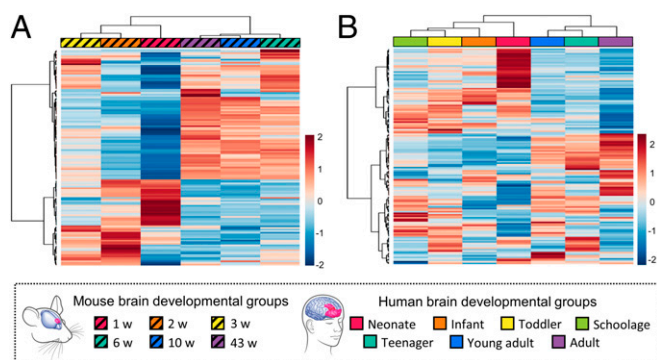 A
B
2
1
0
-1
-2
2
1
0
-1
-2
Mouse brain developmental groups
1 w 2 w 3 w
6 w 10 w 43 w
Human brain developmental groups
Neonate Infant Toddler Schoolage
Teenager Young adult Adult